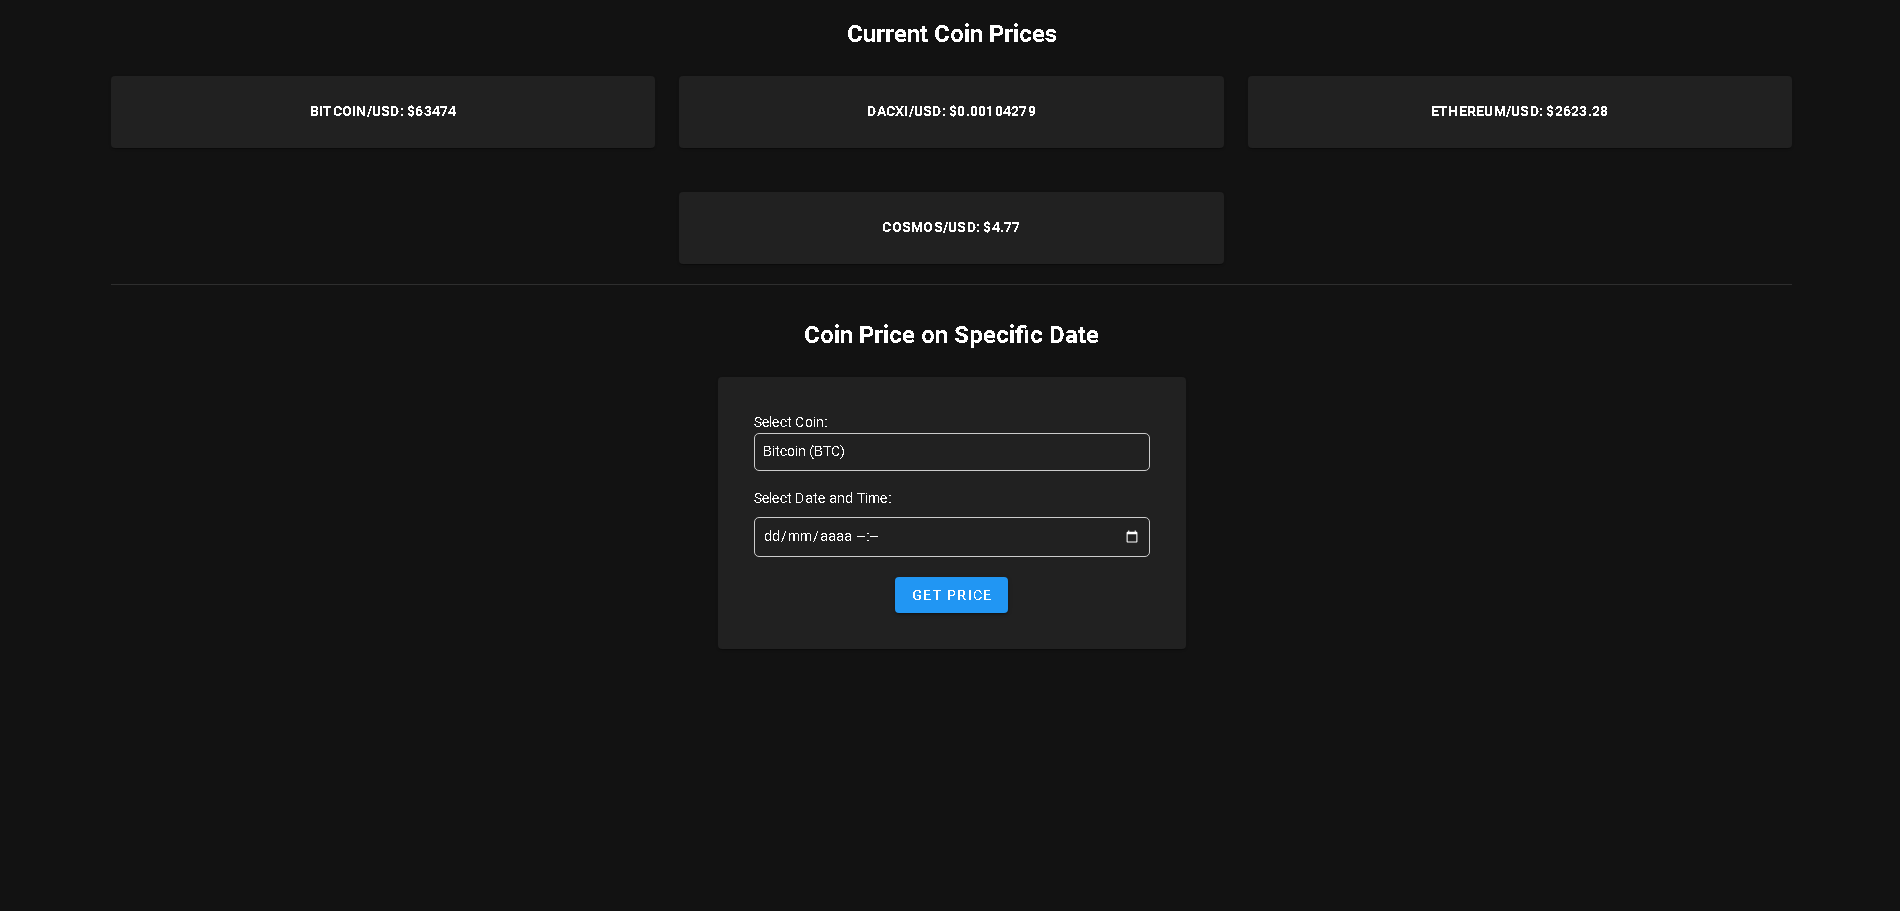 Current Coin Prices
BITCOIN/USD: $63474
DACXI/USD: $0.00104279
ETHEREUM/USD: $2623.28
COSMOS/USD: $4.77
Coin Price on Specific Date
Select Coin:
Bitcoin (BTC)
Select Date and Time:
dd/mm/aaaa --:--
GET PRICE